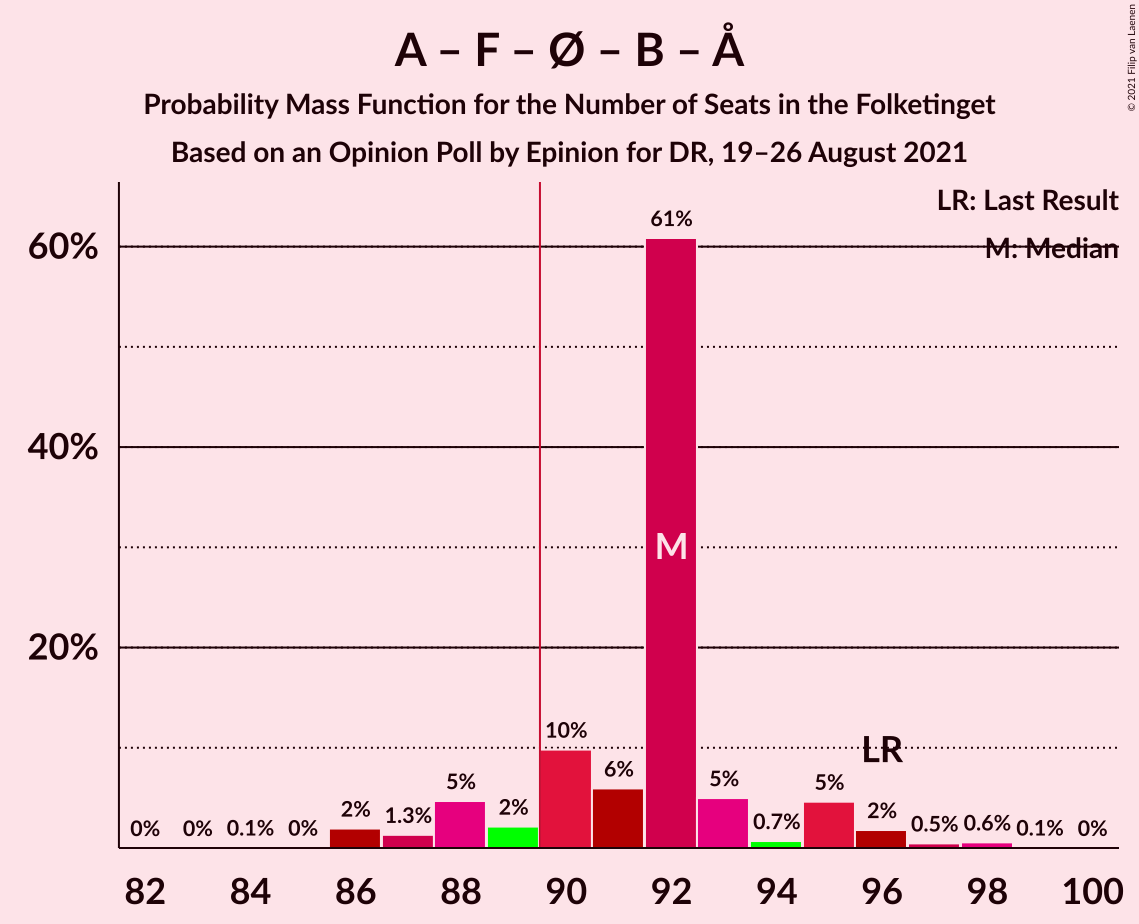 A – F – Ø – B – Å
Probability Mass Function for the Number of Seats in the Folketinget
Based on an Opinion Poll by Epinion for DR, 19–26 August 2021
© 2021 Filip van Laenen
LR: Last Result
M: Median
60%
40%
20%
0% 0% 0.1% 0% 2% 1.3% 5% 2% 10% 6% 61% 5% 0.7% 5% 2% 0.5% 0.6% 0.1% 0%
M
LR
82 84 86 88 90 92 94 96 98 100